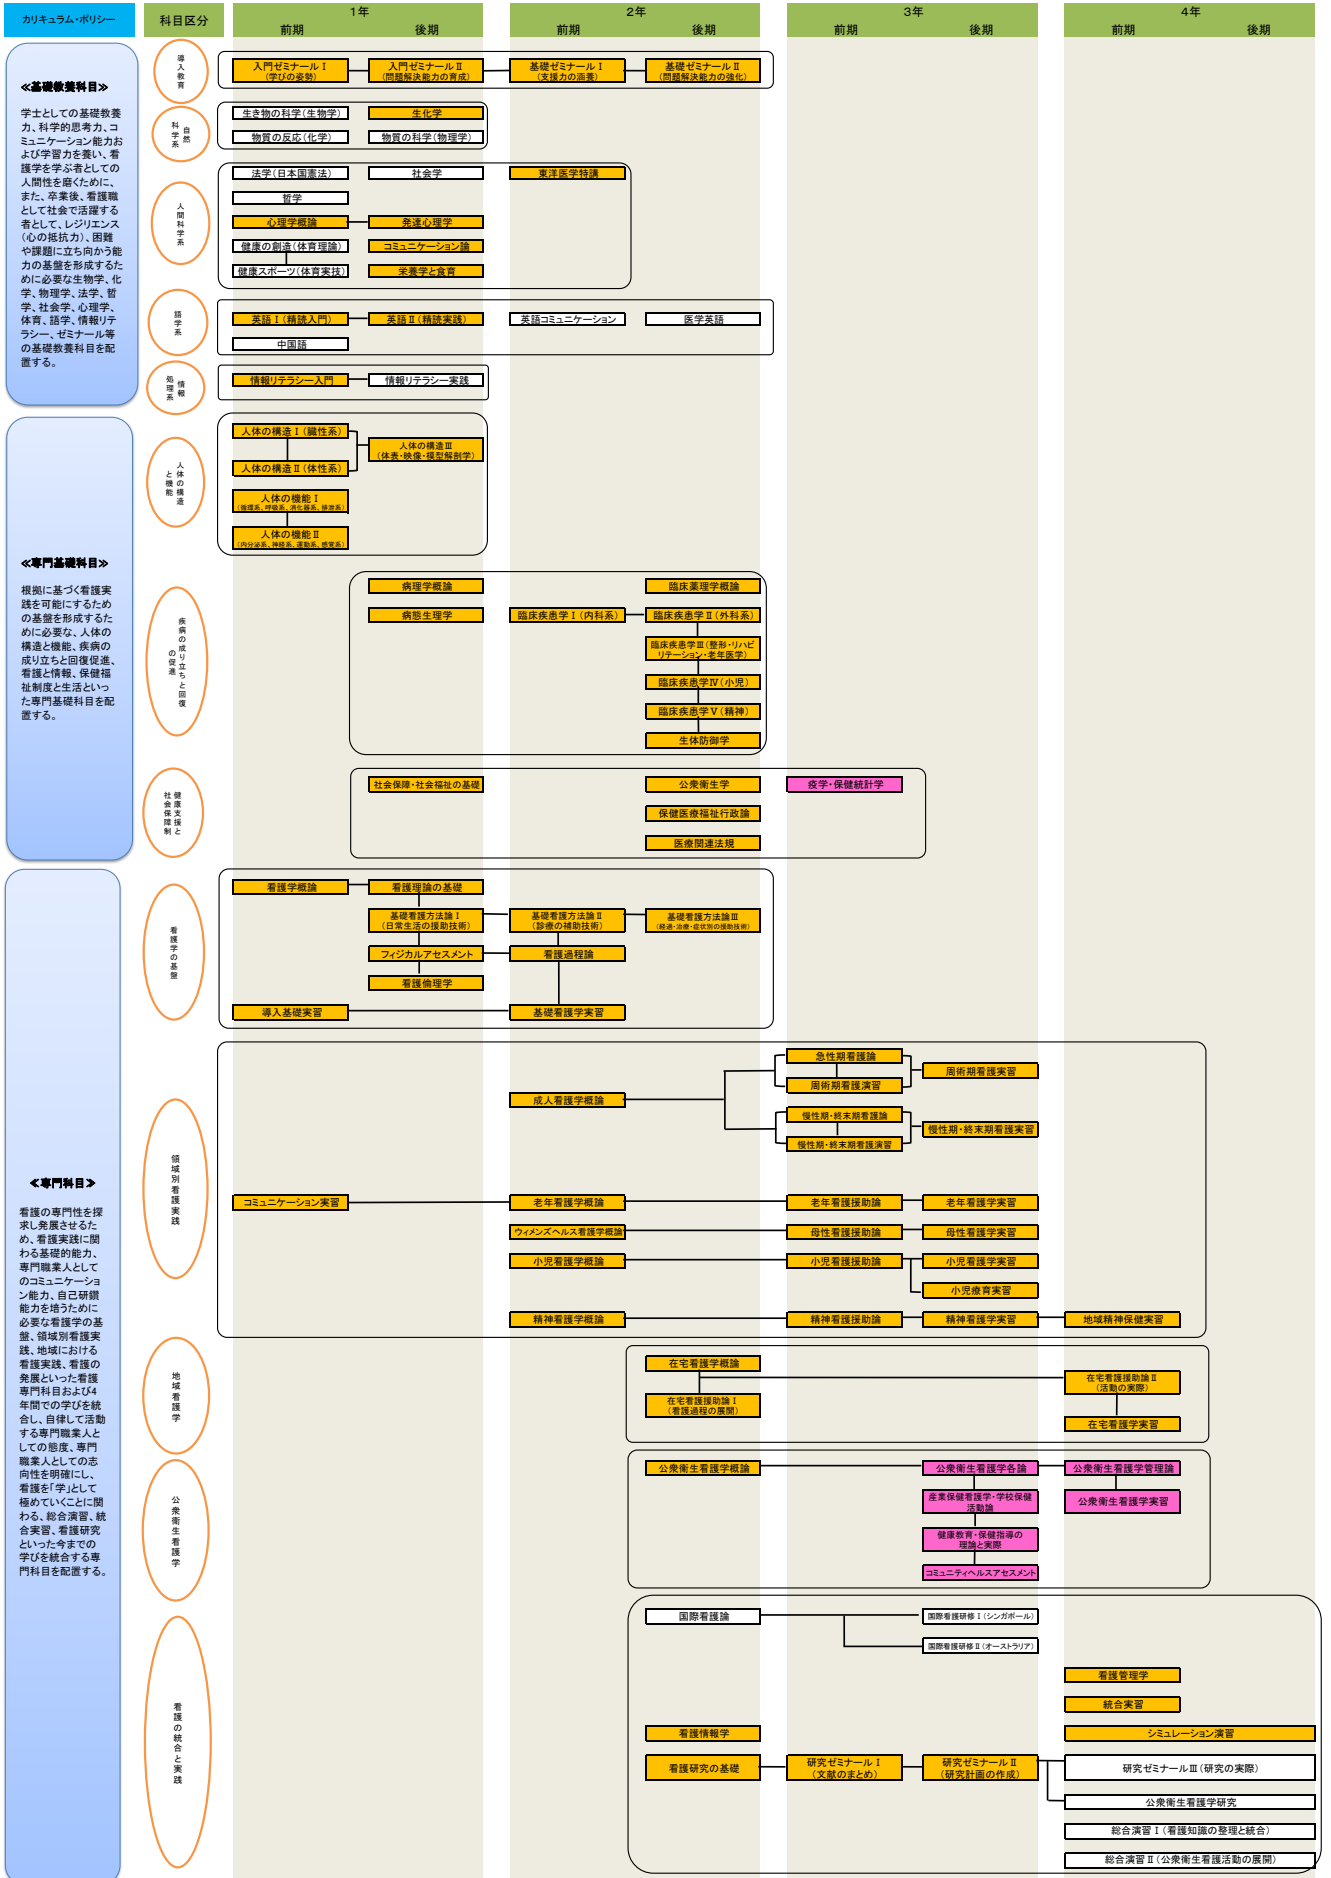 カリキュラム・ポリシー
科目区分
1年
2年
3年
4年
前期
後期
前期
後期
前期
後期
前期
後期
≪基礎教養科目≫
学士としての基礎教養
力、科学的思考力、コ
ミュニケーション能力お
よび学習力を養い、看
護学を学ぶ者としての
人間性を磨くために、
また、卒業後、看護職
として社会で活躍する
者として、レジリエンス
(心の抵抗力)、困難
や課題に立ち向かう能
力の基盤を形成するた
めに必要な生物学、化
学、物理学、法学、哲
学、社会学、心理学、
体育、語学、情報リテ
ラシー、ゼミナール等
の基礎教養科目を配
置する。
導入教育
入門ゼミナールⅠ
(学びの姿勢)
入門ゼミナールⅡ
(問題解決能力の育成)
基礎ゼミナールⅠ
(支援力の涵養)
基礎ゼミナールⅡ
(問題解決能力の強化)
自然
科学系
生き物の科学(生物学)
生化学
物質の反応(化学)
物質の科学(物理学)
人間科学系
法学(日本国憲法)
社会学
東洋医学特講
哲学
心理学概論
発達心理学
健康の創造(体育理論)
コミュニケーション論
健康スポーツ(体育実技)
栄養学と食育
語学系
英語Ⅰ(精読入門)
英語Ⅱ(精読実践)
英語コミュニケーション
医学英語
中国語
情報
処理系
情報リテラシー入門
情報リテラシー実践
≪専門基礎科目≫
根拠に基づく看護実
践を可能にするため
の基盤を形成するた
めに必要な、人体の
構造と機能、疾病の
成り立ちと回復促進、
看護と情報、保健福
祉制度と生活といっ
た専門基礎科目を配
置する。
人体の構造
と機能
人体の構造Ⅰ(臓性系)
人体の構造Ⅱ(体性系)
人体の構造Ⅲ
(体表・映像・模型解剖学)
人体の機能Ⅰ
(循環系、呼吸系、消化器系、排泄系)
人体の機能Ⅱ
(内分泌系、神経系、運動系、感覚系)
疾病の成り立ちと回復
の促進
病理学概論
臨床薬理学概論
病態生理学
臨床疾患学Ⅰ(内科系)
臨床疾患学Ⅱ(外科系)
臨床疾患学Ⅲ(整形・リハビ
リテーション・老年医学)
臨床疾患学Ⅳ(小児)
臨床疾患学Ⅴ(精神)
生体防御学
健康支援と
社会保障制
社会保障・社会福祉の基礎
公衆衛生学
疫学・保健統計学
保健医療福祉行政論
医療関連法規
≪専門科目≫
看護の専門性を探
求し発展させるた
め、看護実践に関
わる基礎的能力、
専門職業人として
のコミュニケーショ
ン能力、自己研鑽
能力を培うために
必要な看護学の基
盤、領域別看護実
践、地域における
看護実践、看護の
発展といった看護
専門科目および4
年間での学びを統
合し、自律して活動
する専門職業人と
しての態度、専門
職業人としての志
向性を明確にし、
看護を「学」として
極めていくことに関
わる、総合演習、統
合実習、看護研究
といった今までの
学びを統合する専
門科目を配置する。
看護学の基盤
看護学概論
看護理論の基礎
基礎看護方法論Ⅰ
(日常生活の援助技術)
基礎看護方法論Ⅱ
(診療の補助技術)
基礎看護方法論Ⅲ
(経過・治療・症状別の援助技術)
フィジカルアセスメント
看護過程論
看護倫理学
導入基礎実習
基礎看護学実習
領域別看護実践
急性期看護論
周術期看護演習
周術期看護実習
成人看護学概論
慢性期・終末期看護論
慢性期・終末期看護演習
慢性期・終末期看護実習
コミュニケーション実習
老年看護学概論
老年看護援助論
老年看護学実習
ウィメンズヘルス看護学概論
母性看護援助論
母性看護学実習
小児看護学概論
小児看護援助論
小児看護学実習
小児療育実習
精神看護学概論
精神看護援助論
精神看護学実習
地域精神保健実習
地域看護学
在宅看護学概論
在宅看護援助論Ⅱ
(活動の実際)
在宅看護援助論Ⅰ
(看護過程の展開)
在宅看護学実習
公衆衛生看護学
公衆衛生看護学概論
公衆衛生看護学各論
公衆衛生看護学管理論
産業保健看護学・学校保健
活動論
公衆衛生看護学実習
健康教育・保健指導の
理論と実際
コミュニティヘルスアセスメント
看護の統合と実践
国際看護論
国際看護研修Ⅰ(シンガポール)
国際看護研修Ⅱ(オーストラリア)
看護管理学
統合実習
看護情報学
シミュレーション演習
看護研究の基礎
研究ゼミナールⅠ
(文献のまとめ)
研究ゼミナールⅡ
(研究計画の作成)
研究ゼミナールⅢ(研究の実際)
公衆衛生看護学研究
総合演習Ⅰ(看護知識の整理と統合)
総合演習Ⅱ(公衆衛生看護活動の展開)